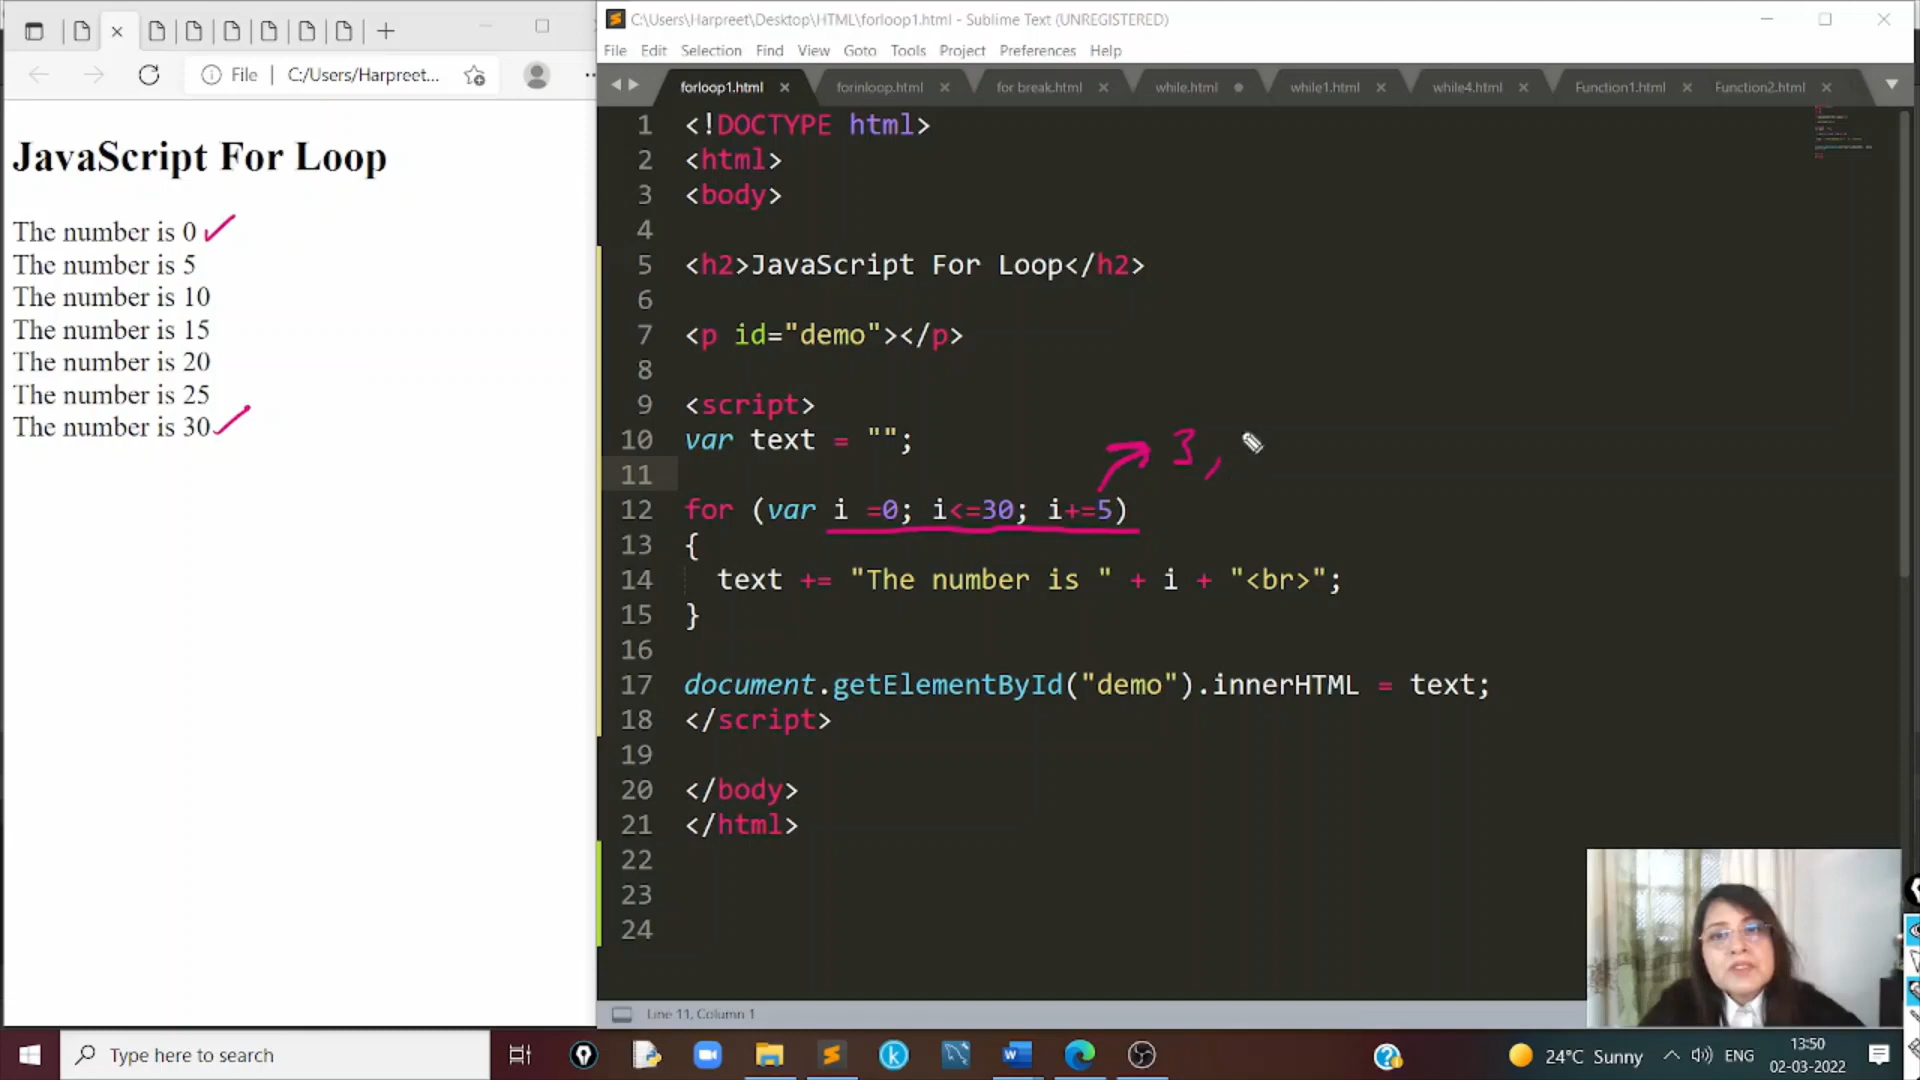 File
C:/Users/Harpreet...
JavaScript For Loop
The number is 0
The number is 5
The number is 10
The number is 15
The number is 20
The number is 25
The number is 30
C:\Users\Harpreet\Desktop\HTML\forloop1.html - Sublime Text (UNREGISTERED)
File Edit Selection Find View Goto Tools Project Preferences Help
forloop1.html forinloop.html for break.html while.html while1.html while4.html Function1.html Function2.html
1 <!DOCTYPE html>
2 <html>
3 <body>
4
5 <h2>JavaScript For Loop</h2>
6
7 <p id="demo"></p>
8
9 <script>
10 var text = "";
3,
11
12 for (var i =0; i<=30; i+=5)
13 {
14 text += "The number is " + i + "<br>";
15 }
16
17 document.getElementById("demo").innerHTML = text;
18 </script>
19
20 </body>
21 </html>
22
23
24
Line 11, Column 1
Type here to search
24°C Sunny
ENG
13:50
02-03-2022